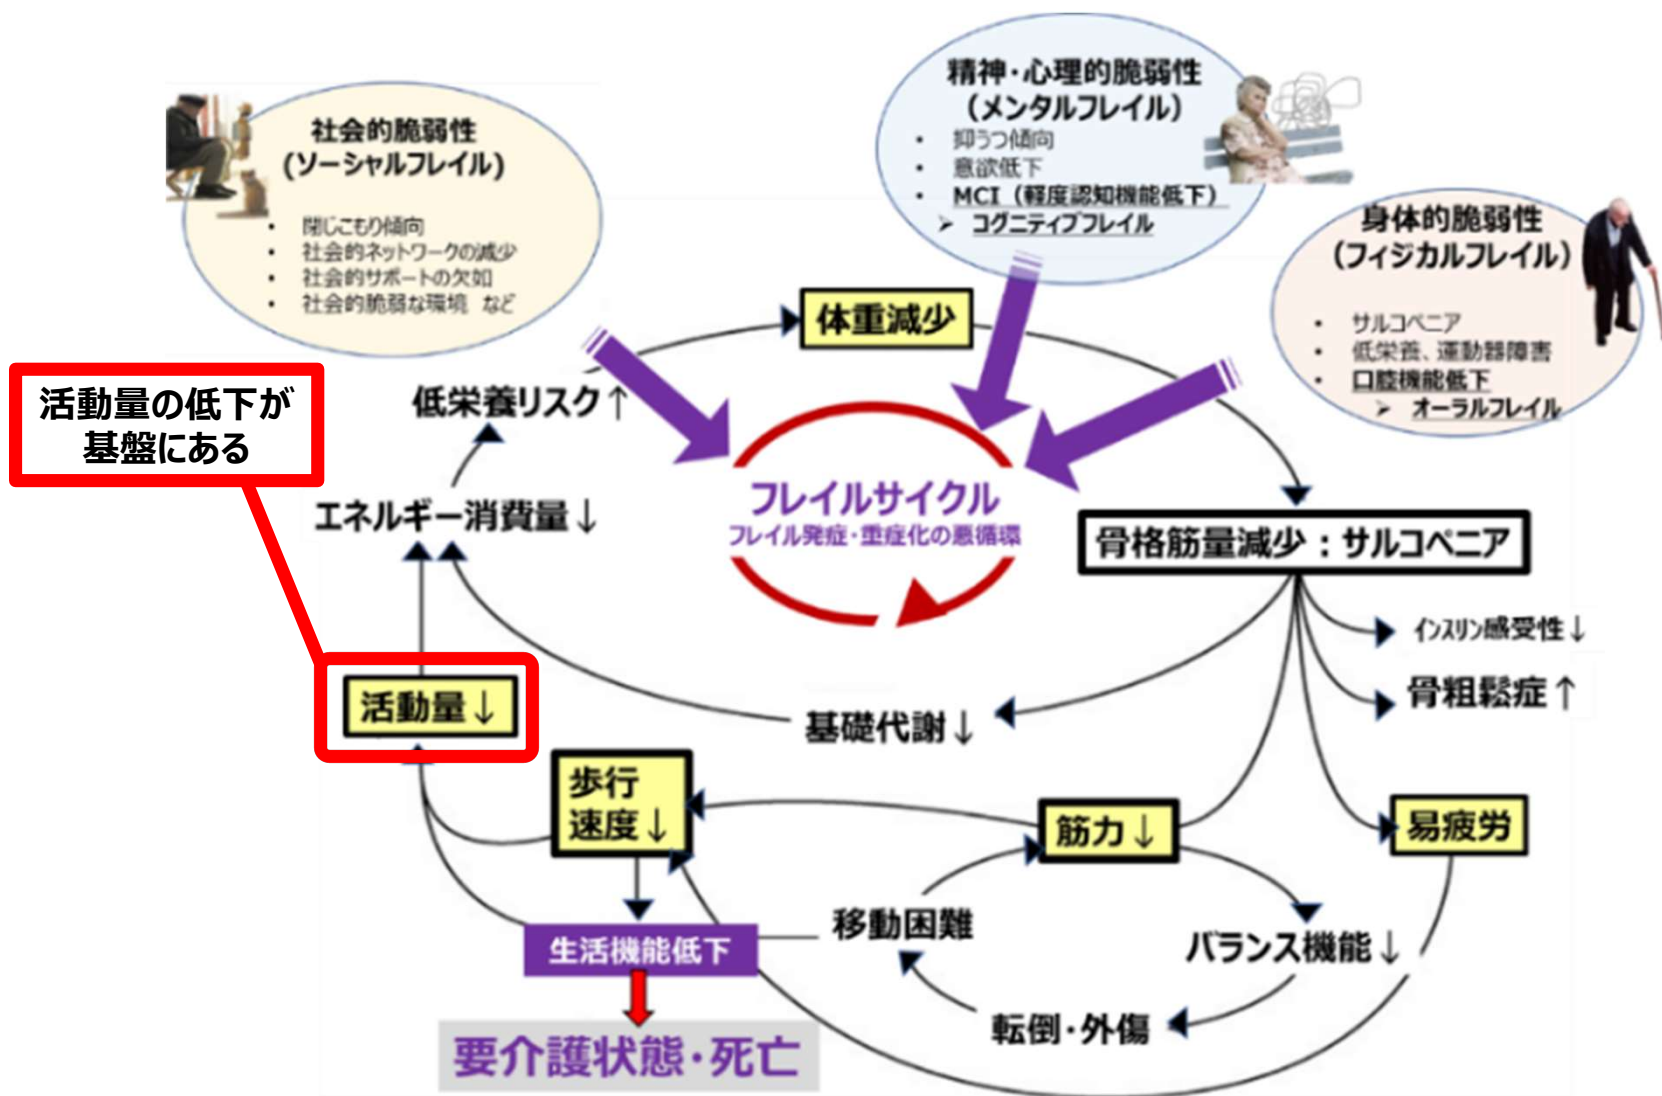 精神・心理的脆弱性
（メンタルフレイル）
• 抑うつ傾向
• 意欲低下
• MCI（軽度認知機能低下）
➢ コグニティブフレイル
社会的脆弱性
(ソーシャルフレイル)
• 閉じこもり傾向
• 社会的ネットワークの減少
• 社会的サポートの欠如
• 社会的脆弱な環境 など
身体的脆弱性
（フィジカルフレイル）
• サルコペニア
• 低栄養、運動器障害
• 口腔機能低下
➢ オーラルフレイル
体重減少
活動量の低下が
基盤にある
低栄養リスク↑
エネルギー消費量↓
フレイルサイクル
フレイル発症・重症化の悪循環
骨格筋量減少：サルコペニア
インスリン感受性↓
骨粗鬆症↑
活動量↓
基礎代謝↓
歩行
速度↓
筋力↓
易疲労
生活機能低下
移動困難
バランス機能↓
転倒・外傷
要介護状態・死亡